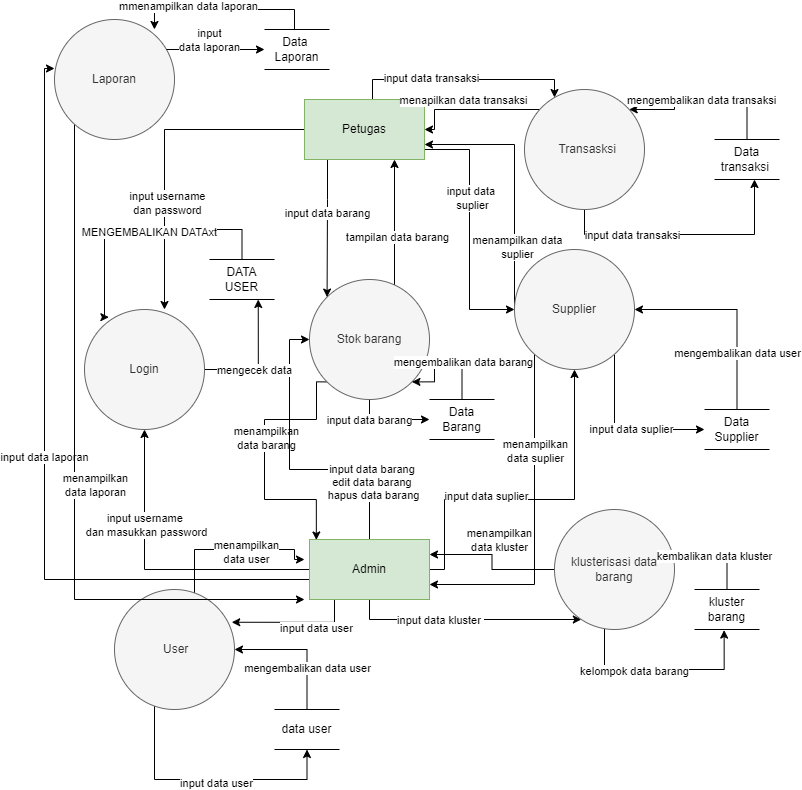 mmenampilkan data laporan
input
data laporan
Data
Laporan
Laporan
input data transaksi
menapilkan data transaksi
mengembalikan data transaksi
Petugas
Transasksi
Data
transaksi
input username
dan password
input data barang
input data
suplier
MENGEMBALIKAN DATAxt
tampilan data barang
menampilkan data
suplier
input data transaksi
DATA
USER
Supplier
Stok barang
Login
mengecek data
mengembalikan data barang
mengembalikan data user
Data
Barang
input data barang
Data
Supplier
input data suplier
menampilkan
data barang
menampilkan
data suplier
input data laporan
menampilkan
data laporan
input data barang
edit data barang
hapus data barang
input data suplier
input username
dan masukkan password
menampilkan
data user
menampilkan
data kluster
Admin
klusterisasi data
barang
kembalikan data kluster
kluster
barang
input data user
input data kluster
User
mengembalikan data user
kelompok data barang
data user
input data user